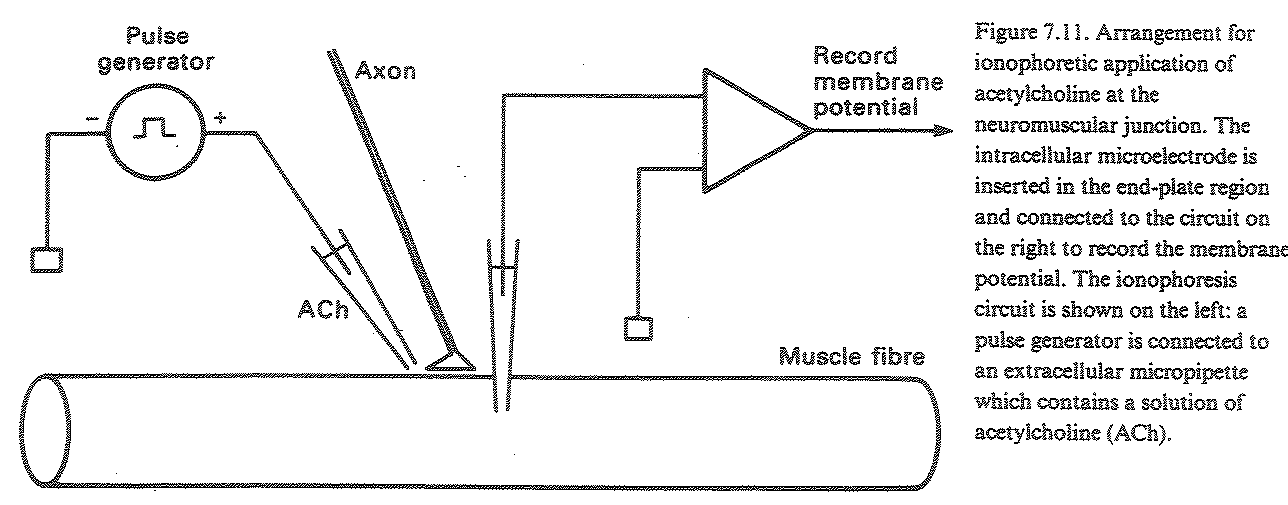 Pulse
generator
−
+
Axon
ACh
Record
membrane
potential
Muscle fibre
Figure 7.11. Arrangement for
ionophoretic application of
acetylcholine at the
neuromuscular junction. The
intracellular microelectrode is
inserted in the end-plate region
and connected to the circuit on
the right to record the membrane
potential. The ionophoresis
circuit is shown on the left: a
pulse generator is connected to
an extracellular micropipette
which contains a solution of
acetylcholine (ACh).